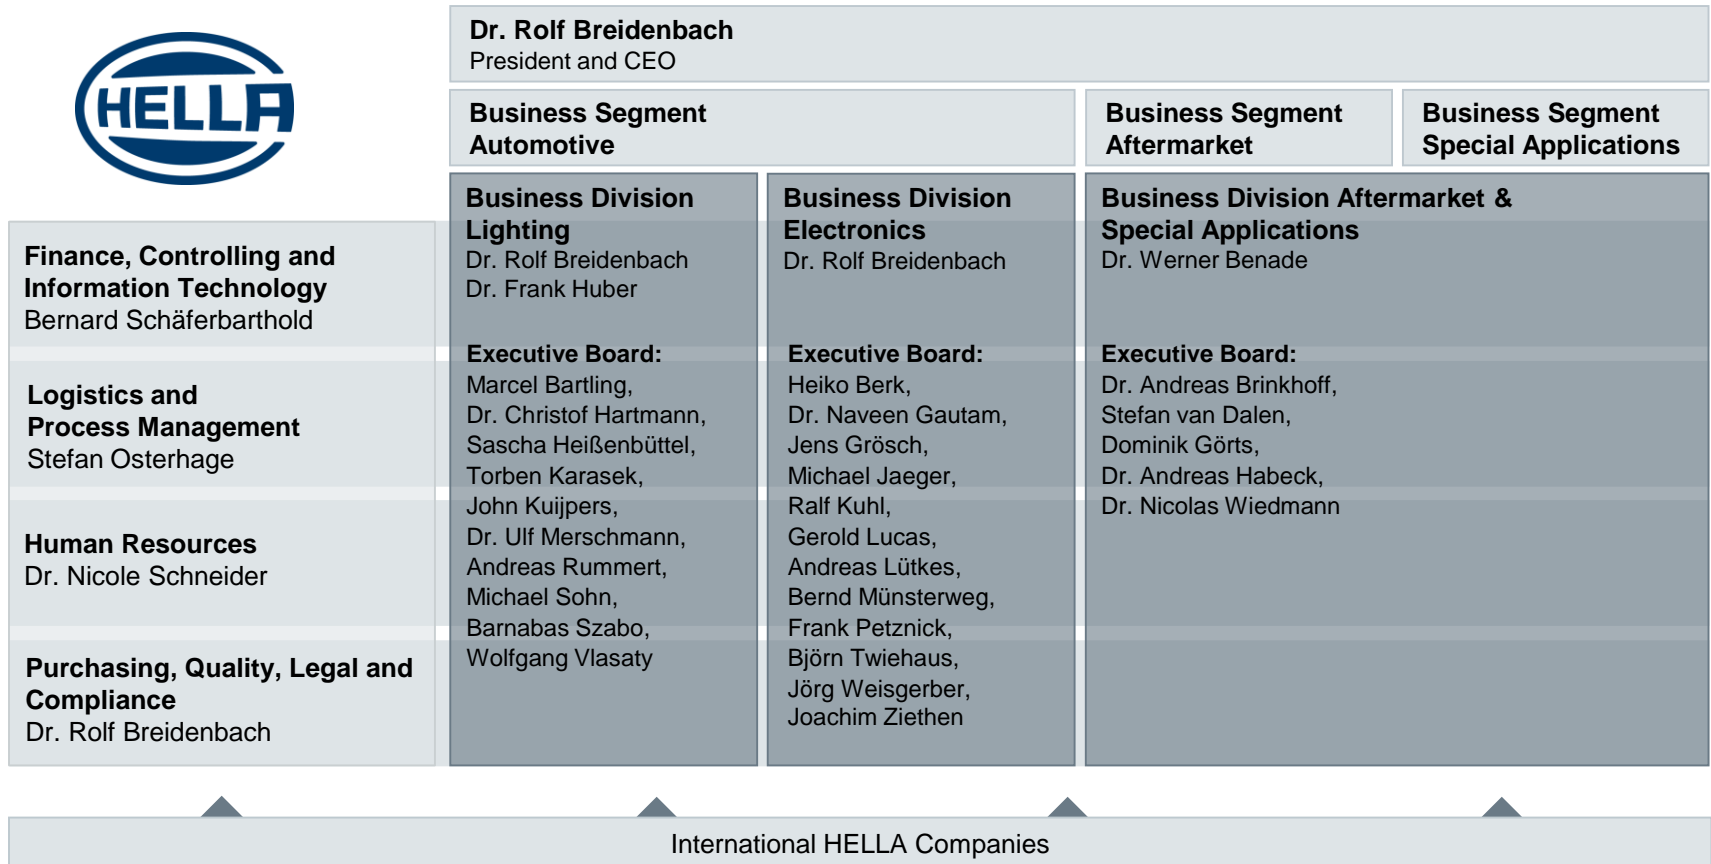 HELLA
Dr. Rolf Breidenbach
President and CEO
Business Segment
Automotive
Business Segment
Aftermarket
Business Segment
Special Applications
Finance, Controlling and
Information Technology
Bernard Schäferbarthold
Logistics and
Process Management
Stefan Osterhage
Human Resources
Dr. Nicole Schneider
Purchasing, Quality, Legal and
Compliance
Dr. Rolf Breidenbach
Business Division
Lighting
Dr. Rolf Breidenbach
Dr. Frank Huber
Executive Board:
Marcel Bartling,
Dr. Christof Hartmann,
Sascha Heißenbüttel,
Torben Karasek,
John Kuijpers,
Dr. Ulf Merschmann,
Andreas Rummert,
Michael Sohn,
Barnabas Szabo,
Wolfgang Vlasaty
Business Division
Electronics
Dr. Rolf Breidenbach
Executive Board:
Heiko Berk,
Dr. Naveen Gautam,
Jens Grösch,
Michael Jaeger,
Ralf Kuhl,
Gerold Lucas,
Andreas Lütkes,
Bernd Münsterweg,
Frank Petznick,
Björn Twiehaus,
Jörg Weisgerber,
Joachim Ziethen
Business Division Aftermarket &
Special Applications
Dr. Werner Benade
Executive Board:
Dr. Andreas Brinkhoff,
Stefan van Dalen,
Dominik Görts,
Dr. Andreas Habeck,
Dr. Nicolas Wiedmann
International HELLA Companies